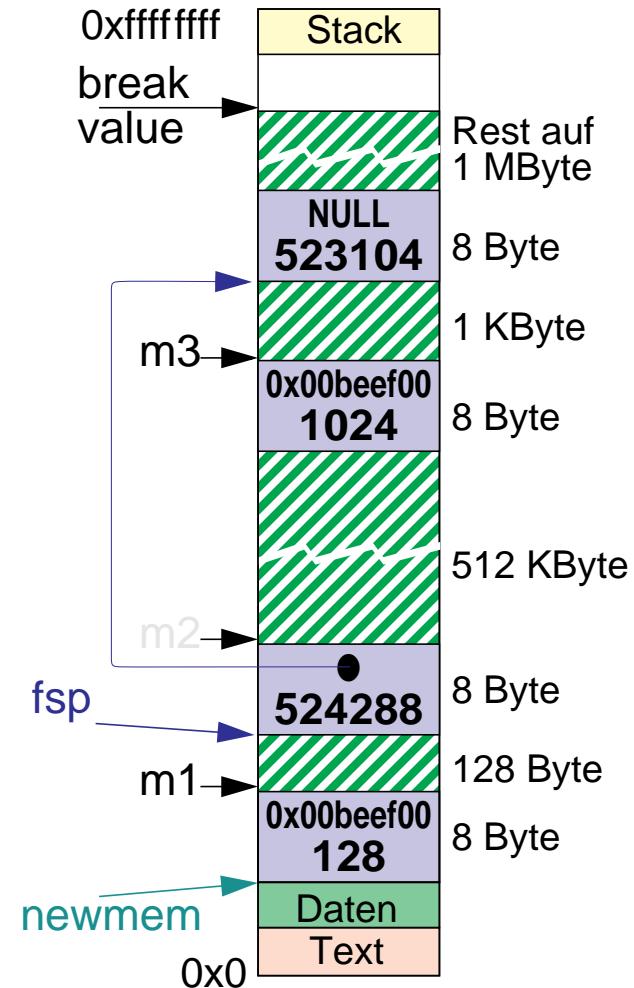 0xffffffff
Stack
break
value
Rest auf
1 MByte
NULL
523104
8 Byte
1 KByte
m3
0x00beef00
1024
8 Byte
512 KByte
m2
fsp
524288
8 Byte
128 Byte
m1
0x00beef00
128
8 Byte
newmem
Daten
Text
0x0